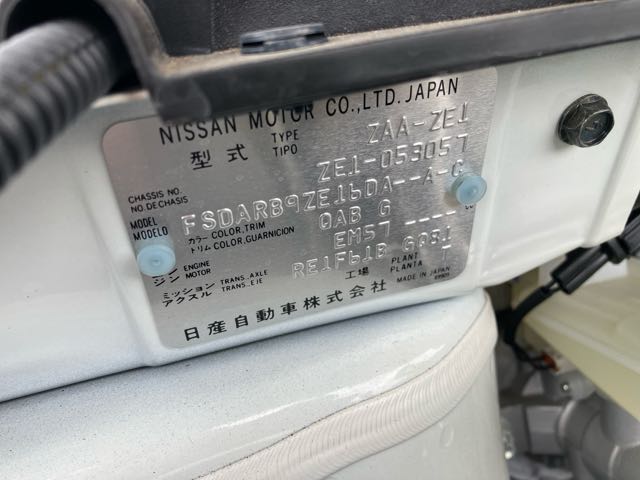 NISSAN MOTOR CO.,LTD. JAPAN
型式 TYPE TIPO ZAA-ZE1
CHASSIS NO. NO.DECHASIS ZE1-053057
MODEL MODELO FSDARB9ZE16DA--A-C
カラー COLOR,TRIM トリム COLOR,GUARNICION QAB G
エンジン ENGINE MOTOR EM57 ----
ミッション TRANS.AXLE アクスル TRANS.EJE RE1F61B G081
工場 PLANT PLANTA T
日産自動車株式会社 MADE IN JAPAN